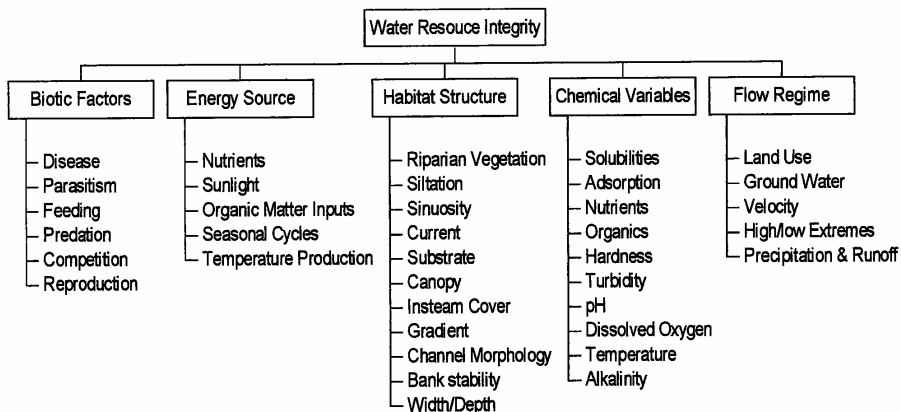 Water Resouce Integrity
Biotic Factors
Disease
Parasitism
Feeding
Predation
Competition
Reproduction
Energy Source
Nutrients
Sunlight
Organic Matter Inputs
Seasonal Cycles
Temperature Production
Habitat Structure
Riparian Vegetation
Siltation
Sinuosity
Current
Substrate
Canopy
Insteam Cover
Gradient
Channel Morphology
Bank stability
Width/Depth
Chemical Variables
Solubilities
Adsorption
Nutrients
Organics
Hardness
Turbidity
pH
Dissolved Oxygen
Temperature
Alkalinity
Flow Regime
Land Use
Ground Water
Velocity
High/low Extremes
Precipitation & Runoff